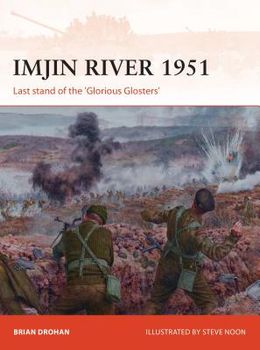 IMJIN RIVER 1951
Last stand of the 'Glorious Glosters'
BRIAN DROHAN
ILLUSTRATED BY STEVE NOON